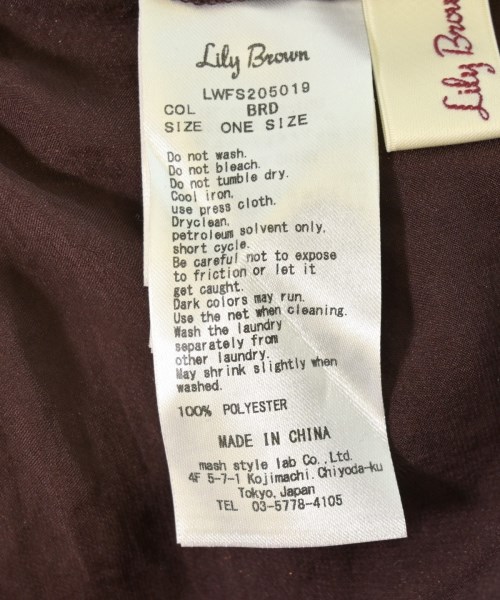 Lily Brown
LWFS205019
COL BRD
SIZE ONE SIZE
Do not wash.
Do not bleach.
Do not tumble dry.
Cool iron,
use press cloth.
Dryclean,
petroleum solvent only,
short cycle.
Be careful not to expose
to friction or let it
get caught.
Dark colors may run.
Use the net when cleaning.
Wash the laundry
separately from
other laundry.
May shrink slightly when
washed.
100% POLYESTER
MADE IN CHINA
mash style lab Co., Ltd.
4F 5-7-1 Kojimachi. Chiyoda-ku
Tokyo, Japan
TEL 03-5778-4105
Lily Brown